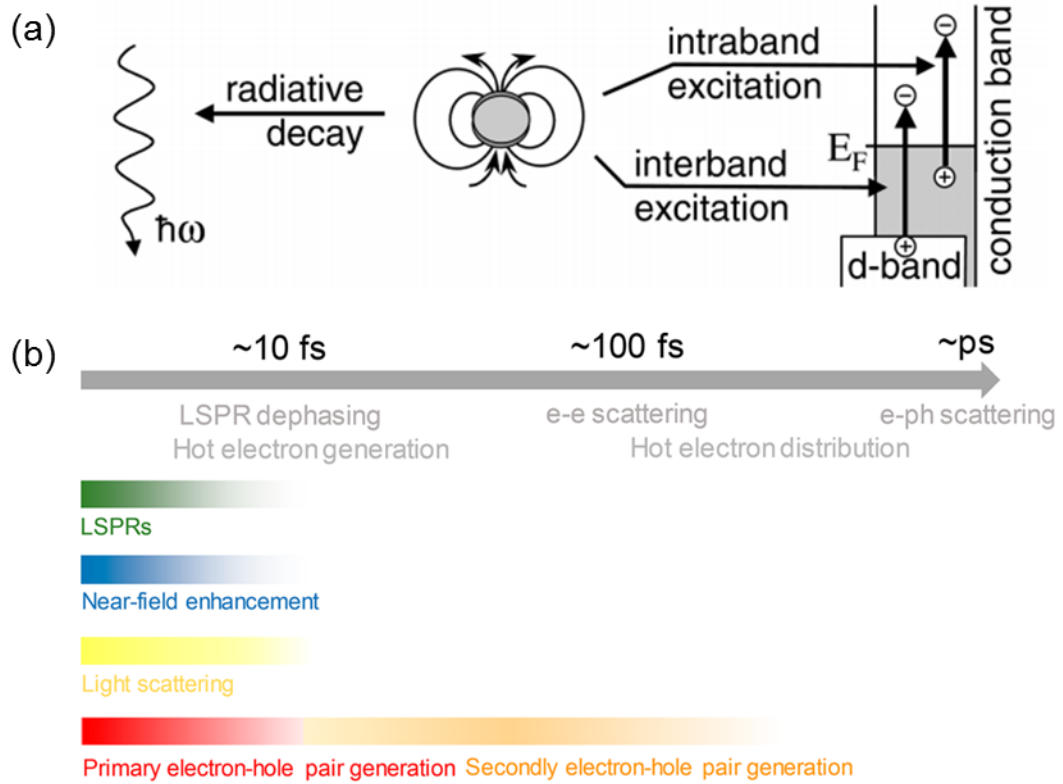 (a)
radiative
decay
ħω
intraband
excitation
interband
excitation
E_F
d-band
conduction band
(b)
~10 fs
~100 fs
~ps
LSPR dephasing
e-e scattering
e-ph scattering
Hot electron generation
Hot electron distribution
LSPRs
Near-field enhancement
Light scattering
Primary electron-hole pair generation
Secondly electron-hole pair generation